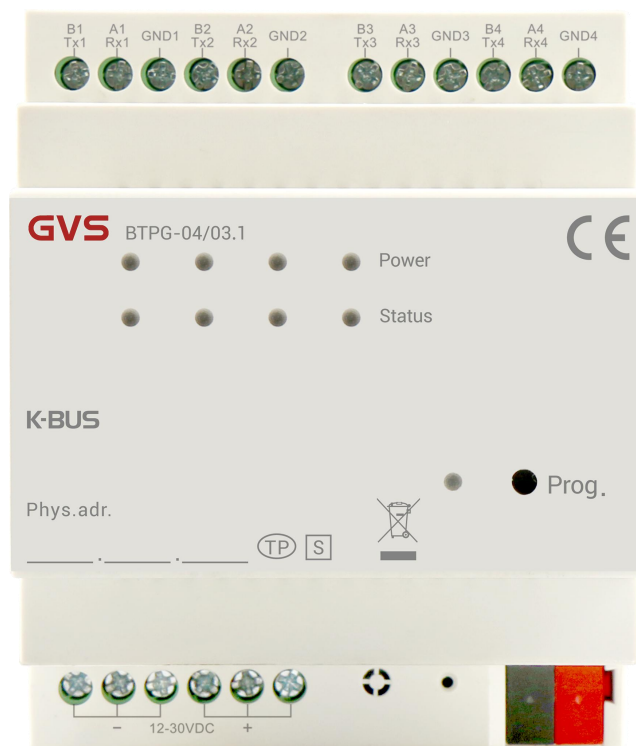 B1 A1 GND1 B2 A2 GND2 B3 A3 GND3 B4 A4 GND4
Tx1 Rx1 Tx2 Rx2 Tx3 Rx3 Tx4 Rx4
GVS BTPG-04/03.1 CE
Power
Status
K-BUS
Prog.
Phys.adr.
TP S
− 12-30VDC +